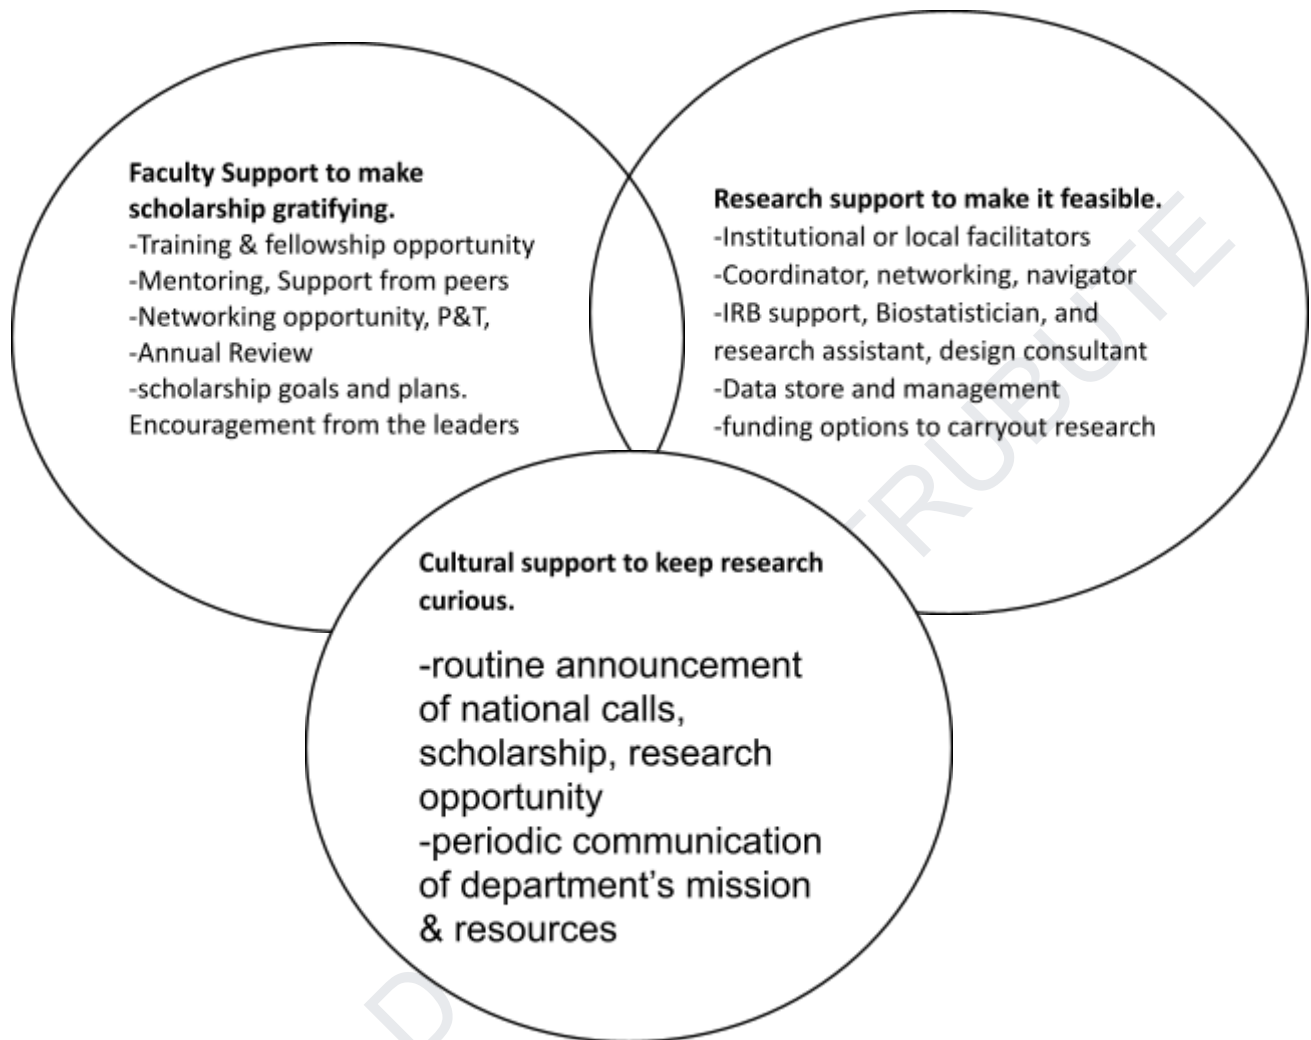 Faculty Support to make
scholarship gratifying.
-Training & fellowship opportunity
-Mentoring, Support from peers
-Networking opportunity, P&T,
-Annual Review
-scholarship goals and plans.
Encouragement from the leaders
Research support to make it feasible.
-Institutional or local facilitators
-Coordinator, networking, navigator
-IRB support, Biostatistician, and
research assistant, design consultant
-Data store and management
-funding options to carryout research
Cultural support to keep research
curious.
-routine announcement
of national calls,
scholarship, research
opportunity
-periodic communication
of department's mission
& resources
D
TRUBUTE